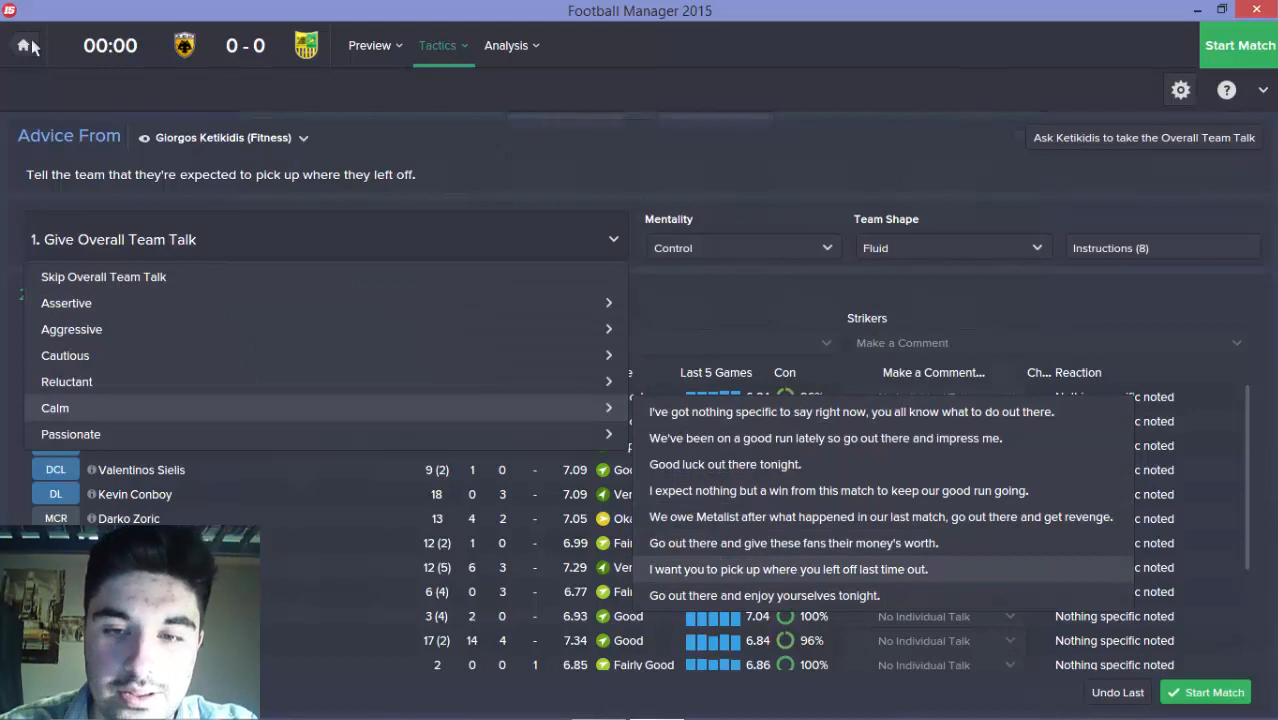 Football Manager 2015
00:00 0 - 0 Preview Tactics Analysis Start Match
Advice From Giorgos Ketikidis (Fitness) Ask Ketikidis to take the Overall Team Talk
Tell the team that they're expected to pick up where they left off.
1. Give Overall Team Talk
Mentality Team Shape
Control Fluid Instructions (8)
Skip Overall Team Talk
Assertive
Aggressive
Cautious
Reluctant
Calm
Passionate
Strikers
Make a Comment
Last 5 Games Con Make a Comment... Ch... Reaction
noted
noted
noted
I've got nothing specific to say right now, you all know what to do out there.
We've been on a good run lately so go out there and impress me.
Good luck out there tonight.
I expect nothing but a win from this match to keep our good run going.
We owe Metalist after what happened in our last match, go out there and get revenge.
Go out there and give these fans their money's worth.
I want you to pick up where you left off last time out.
Go out there and enjoy yourselves tonight.
DCL Valentinos Sielis 9 (2) 1 0 - 7.09 c noted
DL Kevin Conboy 18 0 3 - 7.09 c noted
MCR Darko Zoric 13 4 2 - 7.05 c noted
12 (2) 1 0 - 6.99 c noted
12 (6) 3 3 - 7.29 c noted
6 (4) 0 3 - 6.77 c noted
3 (4) 2 0 - 6.93 Good 7.04 100% No Individual Talk Nothing specific noted
17 (2) 14 4 - 7.34 Good 6.84 96% No Individual Talk Nothing specific noted
2 0 0 1 6.85 Fairly Good 6.86 100% No Individual Talk Nothing specific noted
Undo Last Start Match